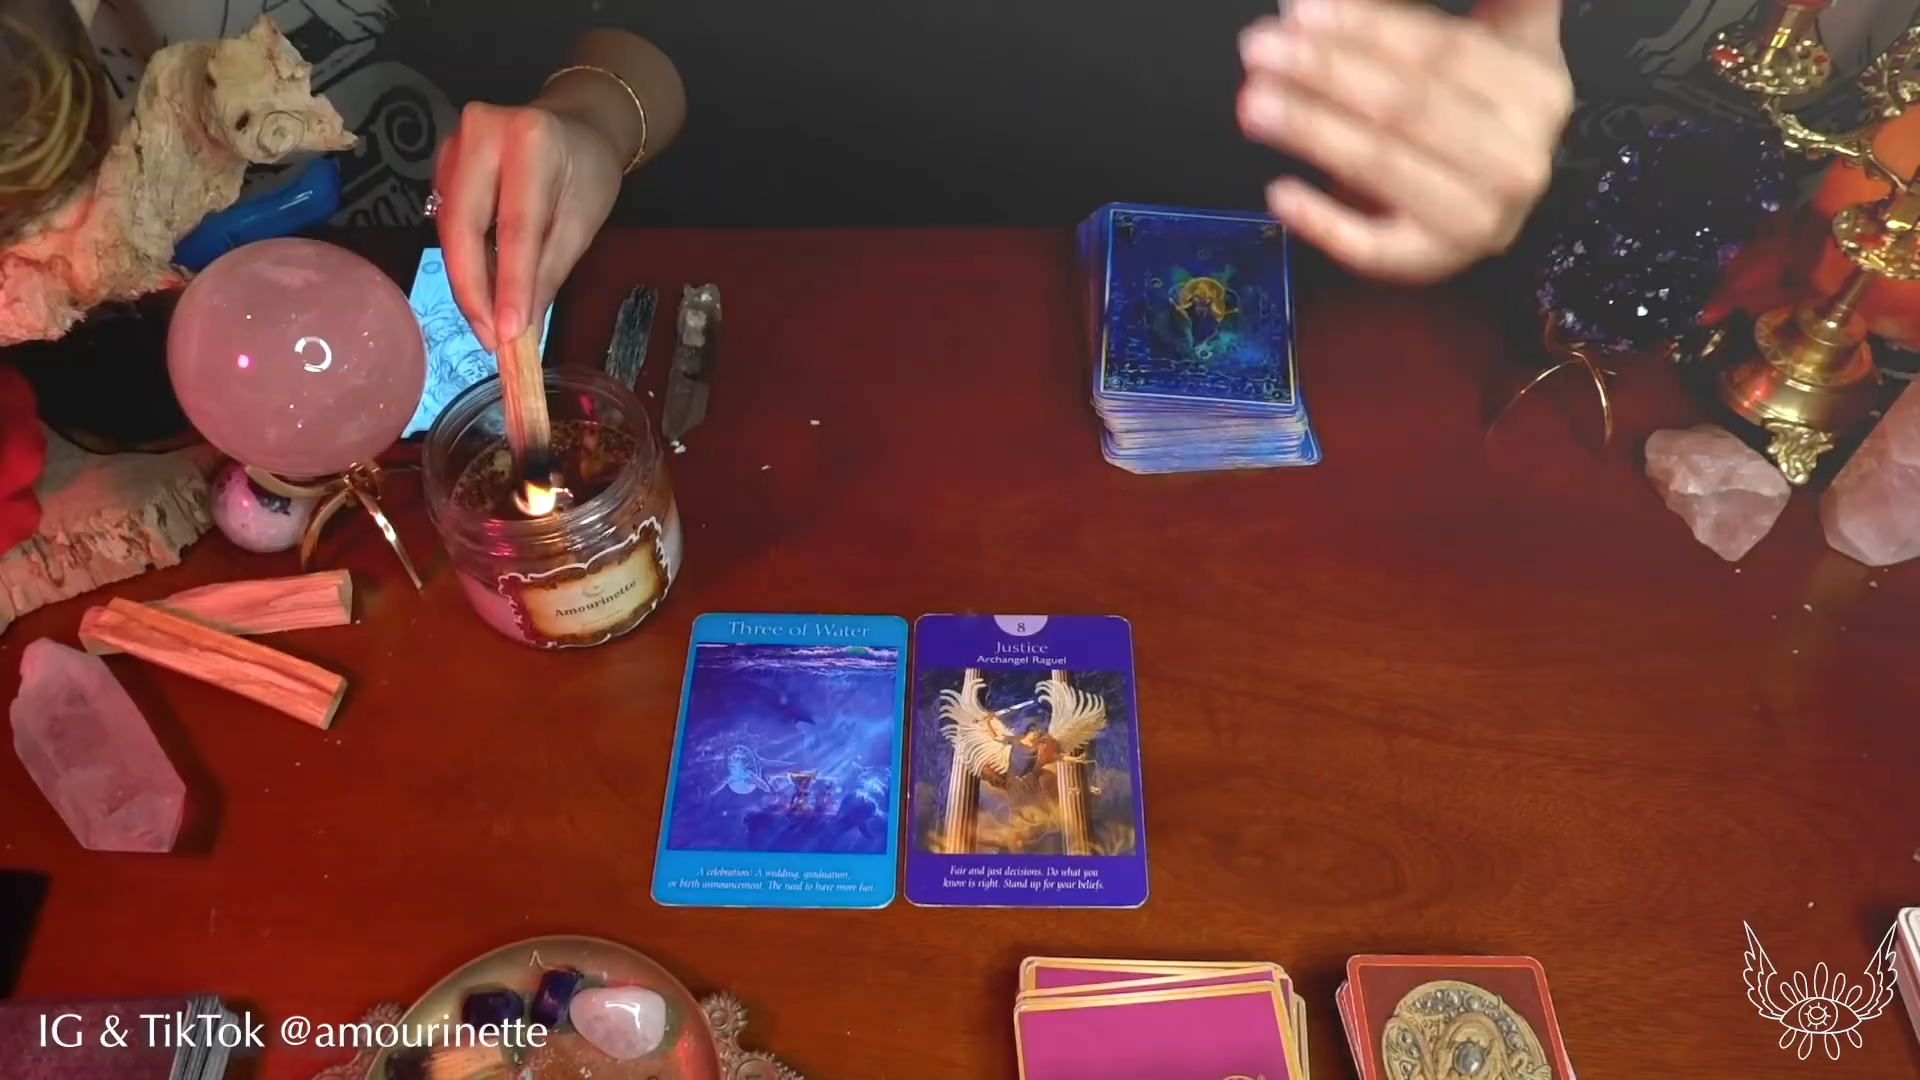 Amourinette
Three of Water
A celebration! A wedding, graduation,
or birth announcement. The need to have more fun
8
Justice
Archangel Raguel
Fair and just decisions. Do what you
know is right. Stand up for your beliefs.
IG & TikTok @amourinette